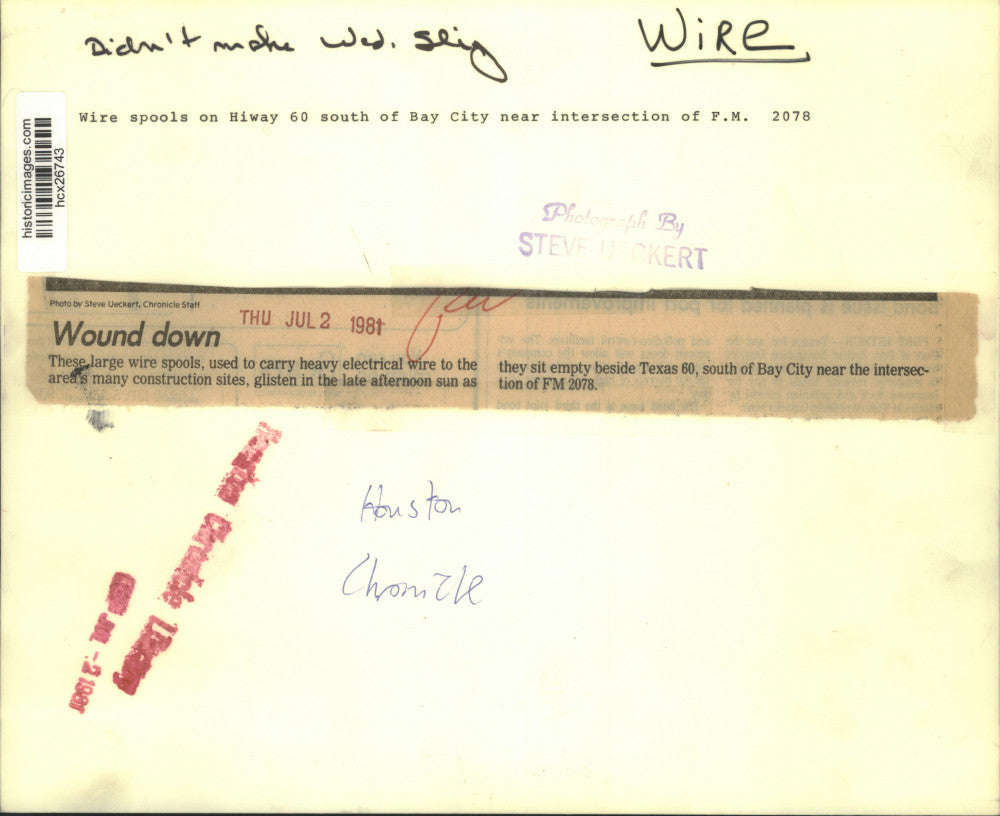 Didn't make Wed.
WiRE
Wire spools on Hiway 60 south of Bay City near intersection of F.M. 2078
historicimages.com
hcx26743
Photograph By
STEVE UECKERT
Photo by Steve Ueckert, Chronicle Staff
Wound down
THU JUL 2 1981
These large wire spools, used to carry heavy electrical wire to the
area's many construction sites, glisten in the late afternoon sun as
they sit empty beside Texas 60, south of Bay City near the intersec-
tion of FM 2078.
Houston
Chronicle
Houston Chronicle Library
JUL -2 1981